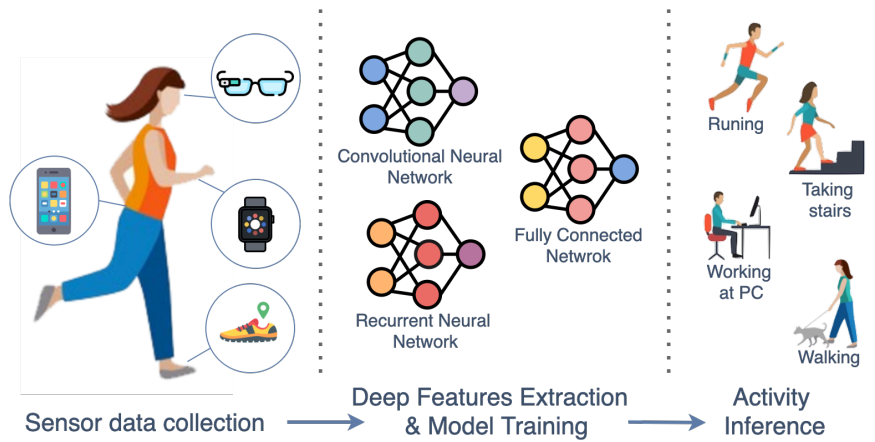 Convolutional Neural
Network
Recurrent Neural
Network
Fully Connected
Netwrok
Runing
Taking
stairs
Working
at PC
Walking
Sensor data collection
Deep Features Extraction
& Model Training
Activity
Inference